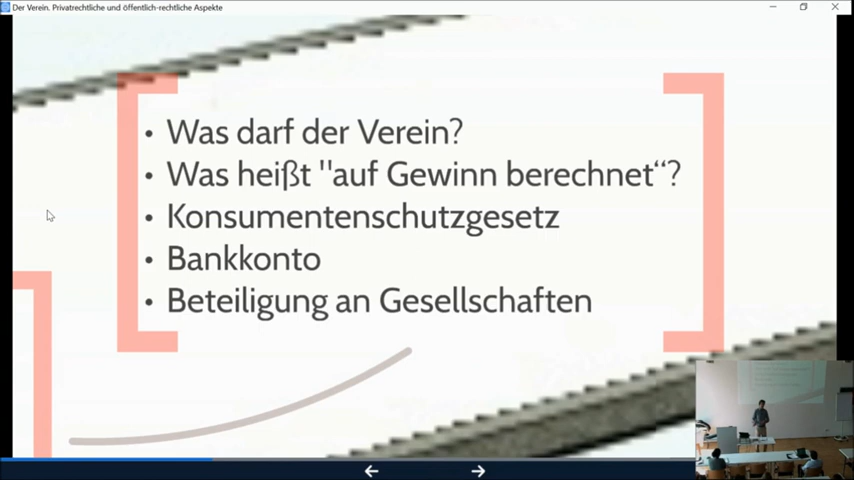 Der Verein. Privatrechtliche und öffentlich-rechtliche Aspekte
• Was darf der Verein?
• Was heißt "auf Gewinn berechnet“?
• Konsumentenschutzgesetz
• Bankkonto
• Beteiligung an Gesellschaften